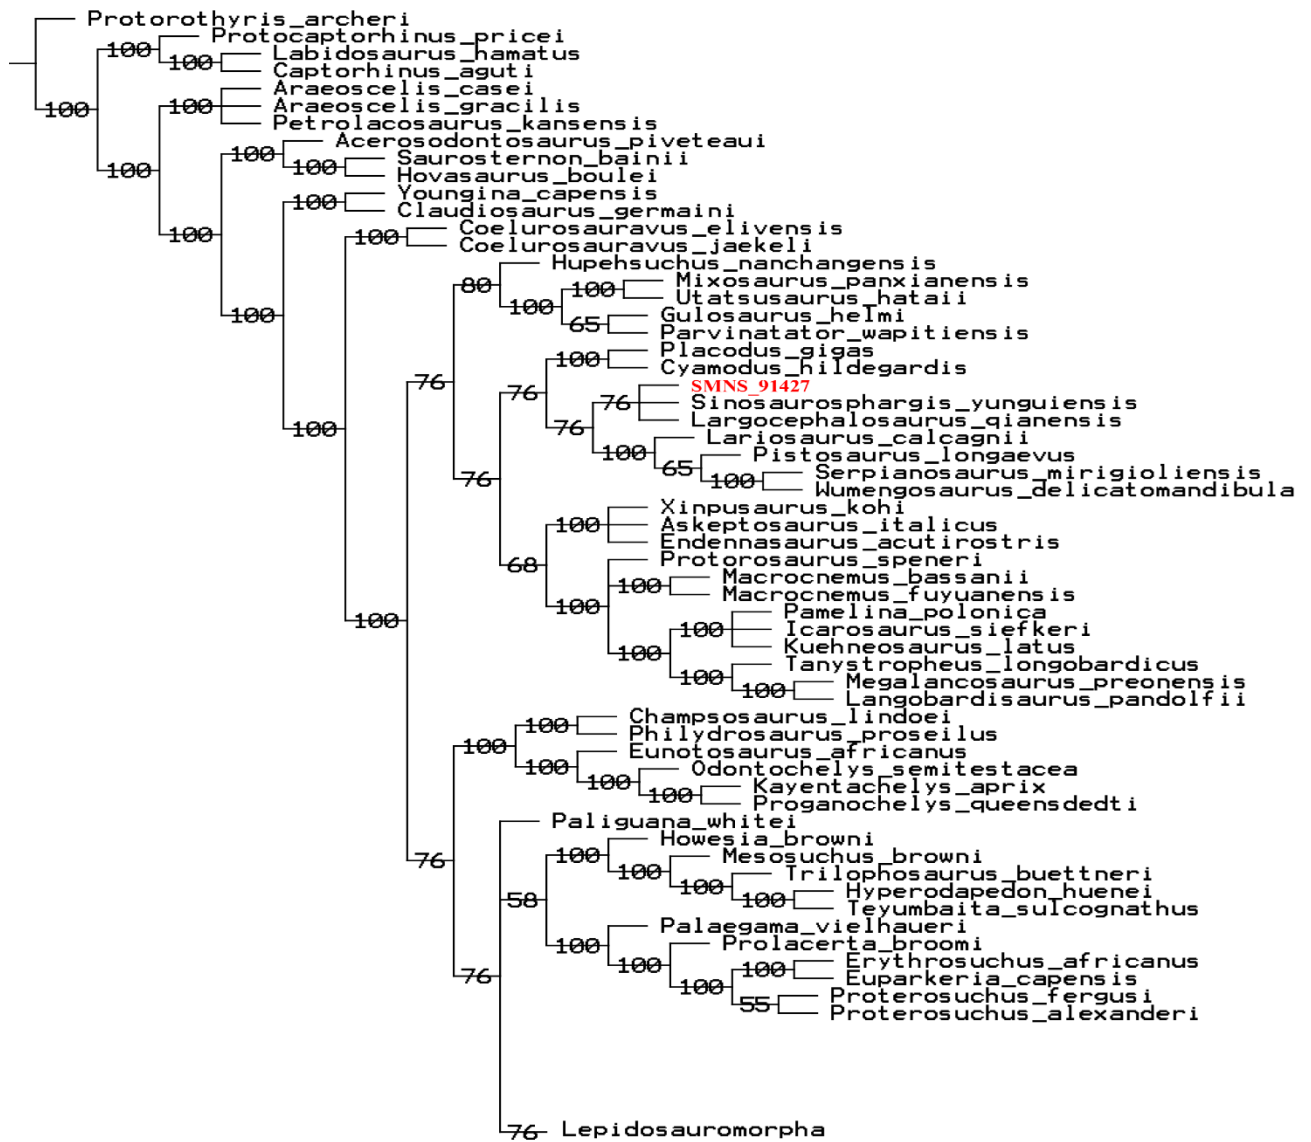 Protorothyris_archeri
Protocaptorhinus_pricei
100
Labidosaurus_hamatus
100
Captorhinus_aguti
Araeoscelis_casei
100
100
Araeoscelis_gracilis
Petrolacosaurus_kansensis
Acerosodontosaurus_piveteaui
100
Saurosternon_bainii
100
100
Hovasaurus_boulei
Youngina_capensis
100
Claudiosaurus_germaini
Coelurosauravus_elivensis
100
100
Coelurosauravus_jaekeli
Hupehsuchus_nanchangensis
Mixosaurus_panxianensis
80
100
Utatsusaurus_hataii
100
100
Gulosaurus_helmi
65
Parvinatator_wapitiensis
Placodus_gigas
100
Cyamodus_hildegardis
76
SMNS_91427
76
76
Sinosaurosphargis_yunguiensis
Largocephalosaurus_qianensis
100
76
Lariosaurus_calcagnii
100
Pistosaurus_longaevus
65
Serpianosaurus_mirigioliensis
76
100
Wumengosaurus_delicatomandibula
Xinpusaurus_kohi
100
Askeptosaurus_italicus
Endennasaurus_acutirostris
68
Protorosaurus_speneri
Macrocnemus_bassanii
100
Macrocnemus_fuyuanensis
100
Pamelina_polonica
100
100
Icarosaurus_siefkeri
Kuehneosaurus_latus
100
Tanystropheus_longobardicus
100
Megalancosaurus_preonensis
100
Langobardisaurus_pandolfii
Champsosaurus_lindoei
100
Philydrosaurus_proseilus
100
Eunotosaurus_africanus
100
Odontochelys_semitestacea
100
Kayentachelys_aprix
100
Proganochelys_queensdedti
Paliguana_whitei
Howesia_browni
100
76
Mesosuchus_browni
100
Trilophosaurus_buettneri
100
Hyperodapedon_huenei
58
100
Teyumbaita_sulcognathus
Palaegama_vielhaueri
100
Prolacerta_broomi
100
Erythrosuchus_africanus
76
100
Euparkeria_capensis
100
Proterosuchus_fergusi
55
Proterosuchus_alexanderi
76
Lepidosauromorpha